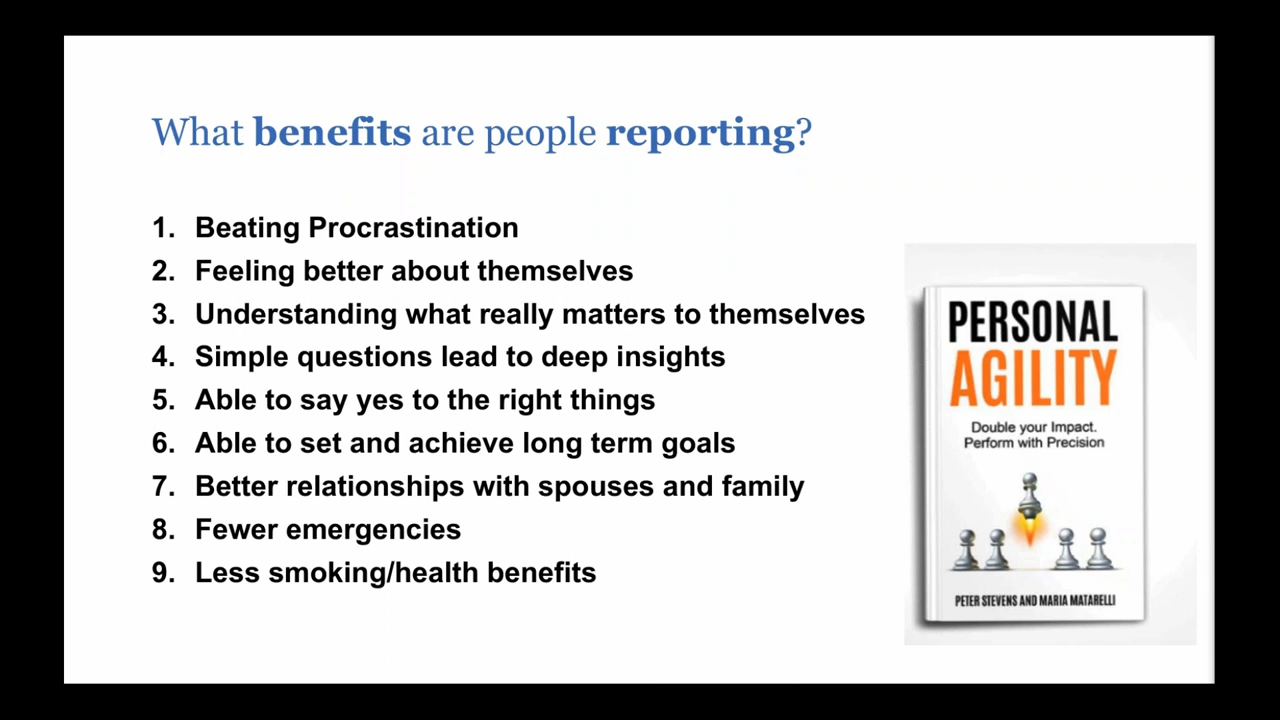 What benefits are people reporting?
1. Beating Procrastination
2. Feeling better about themselves
3. Understanding what really matters to themselves
4. Simple questions lead to deep insights
5. Able to say yes to the right things
6. Able to set and achieve long term goals
7. Better relationships with spouses and family
8. Fewer emergencies
9. Less smoking/health benefits
PERSONAL
AGILITY
Double your Impact.
Perform with Precision
PETER STEVENS AND MARIA MATARELLI